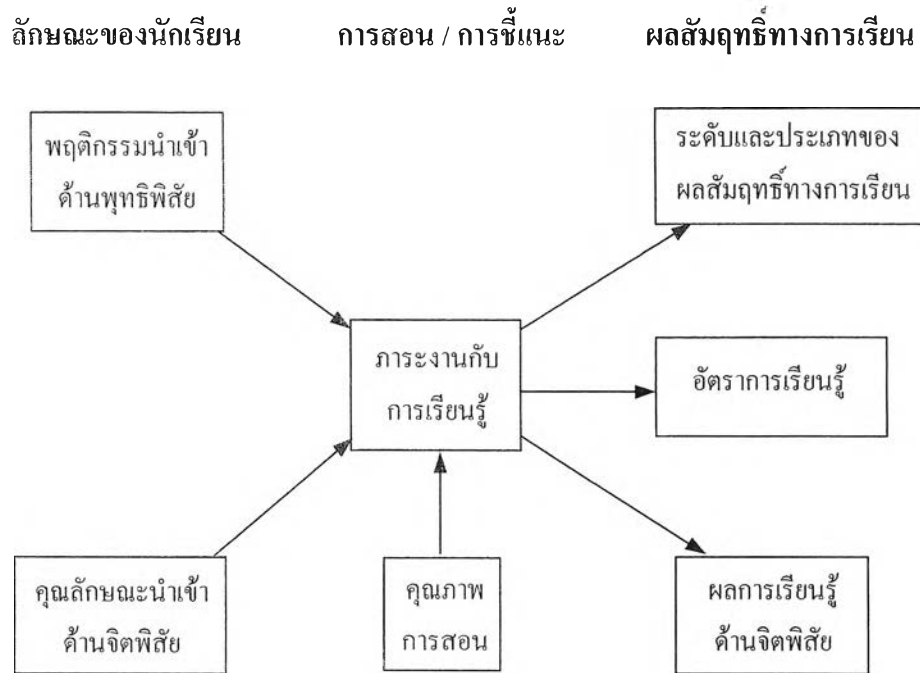 ลักษณะของนักเรียน การสอน / การชี้แนะ ผลสัมฤทธิ์ทางการเรียน
พฤติกรรมนำเข้า
ด้านพุทธิพิสัย
ระดับและประเภทของ
ผลสัมฤทธิ์ทางการเรียน
ภาระงานกับ
การเรียนรู้
อัตราการเรียนรู้
คุณลักษณะนำเข้า
ด้านจิตพิสัย
คุณภาพ
การสอน
ผลการเรียนรู้
ด้านจิตพิสัย